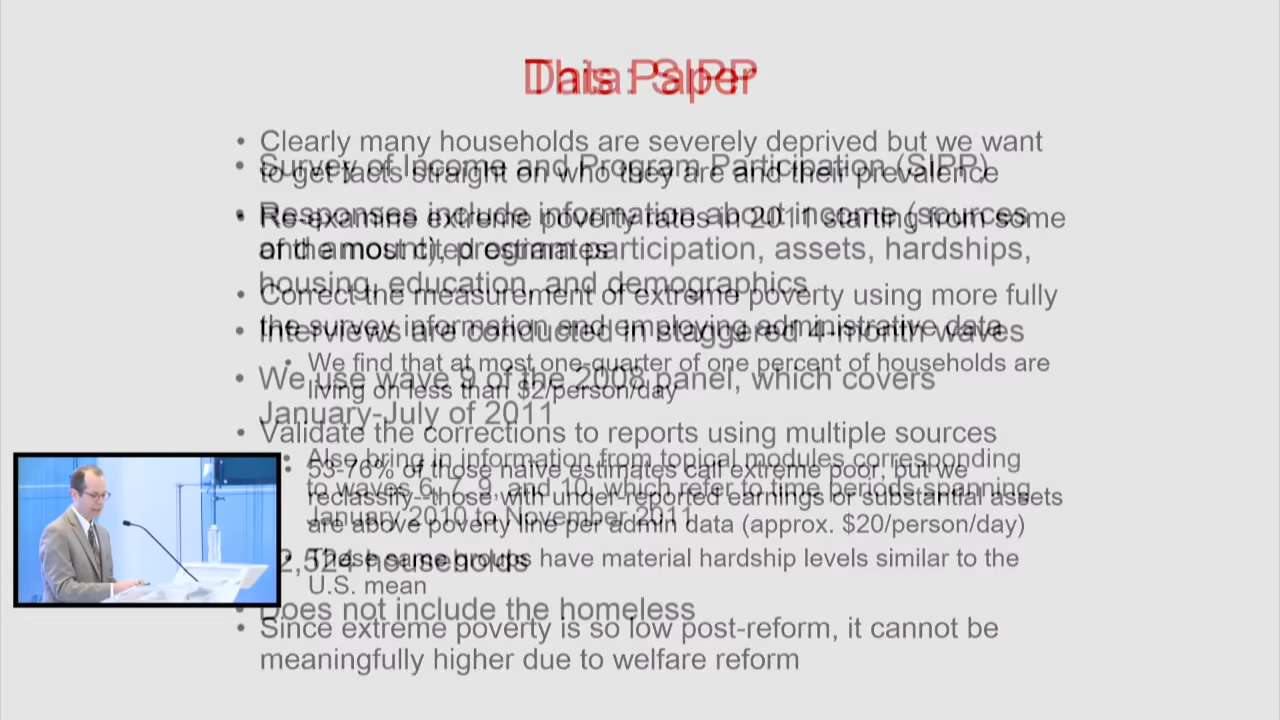 This Paper
• Clearly many households are severely deprived but we want
to get facts straight on who they are and their prevalence
• Re-examine extreme poverty rates in 2011 starting from some
of the most cited estimates
• Correct the measurement of extreme poverty using more fully
the survey information and employing administrative data
• We find that at most one-quarter of one percent of households are
living on less than $2/person/day
• Validate the corrections to reports using multiple sources
• 53-76% of those naïve estimates call extreme poor, but we
reclassify--those with under-reported earnings or substantial assets
are above poverty line per admin data (approx. $20/person/day)
These same groups have material hardship levels similar to the
U.S. mean
• Since extreme poverty is so low post-reform, it cannot be
meaningfully higher due to welfare reform
Data: SIPP
• Survey of Income and Program Participation (SIPP)
• Responses include information about income (sources
and amount), program participation, assets, hardships,
housing, education, and demographics
• Interviews are conducted in staggered 4-month waves
• We use wave 9 of the 2008 panel, which covers
January-July of 2011
• Also bring in information from topical modules corresponding
to waves 6, 7, 9, and 10, which refer to time periods spanning
January 2010 to November 2011
2,524 households
• Does not include the homeless